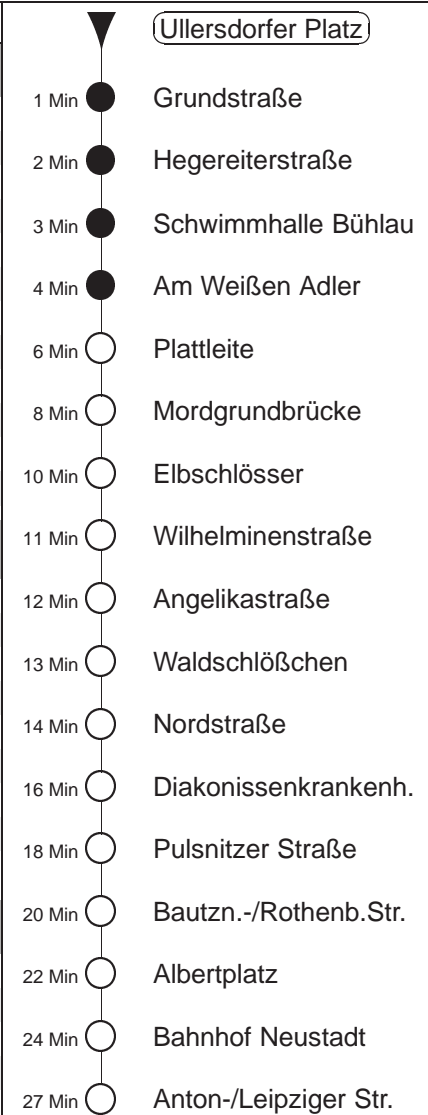 Ullersdorfer Platz
1 Min Grundstraße
2 Min Hegereiterstraße
3 Min Schwimmhalle Bühlau
4 Min Am Weißen Adler
6 Min Plattleite
8 Min Mordgrundbrücke
10 Min Elbschlösser
11 Min Wilhelminenstraße
12 Min Angelikastraße
13 Min Waldschlößchen
14 Min Nordstraße
16 Min Diakonissenkrankenh.
18 Min Pulsnitzer Straße
20 Min Bautzn.-/Rothenb.Str.
22 Min Albertplatz
24 Min Bahnhof Neustadt
27 Min Anton-/Leipziger Str.